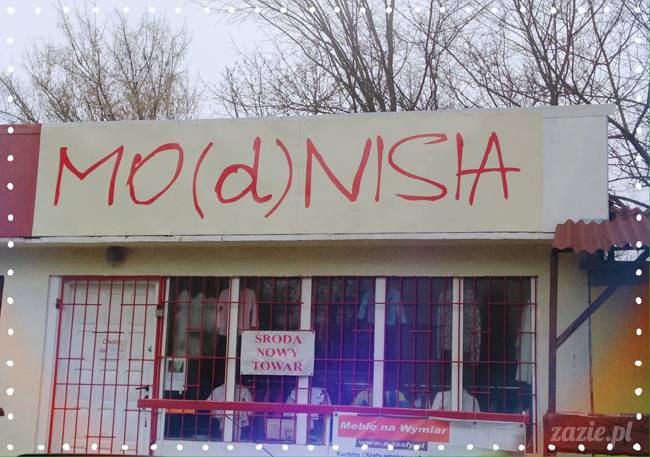 MO(d)NISIA
ŚRODA
NOWY
TOWAR
Meble na Wymiar
zazie.pl